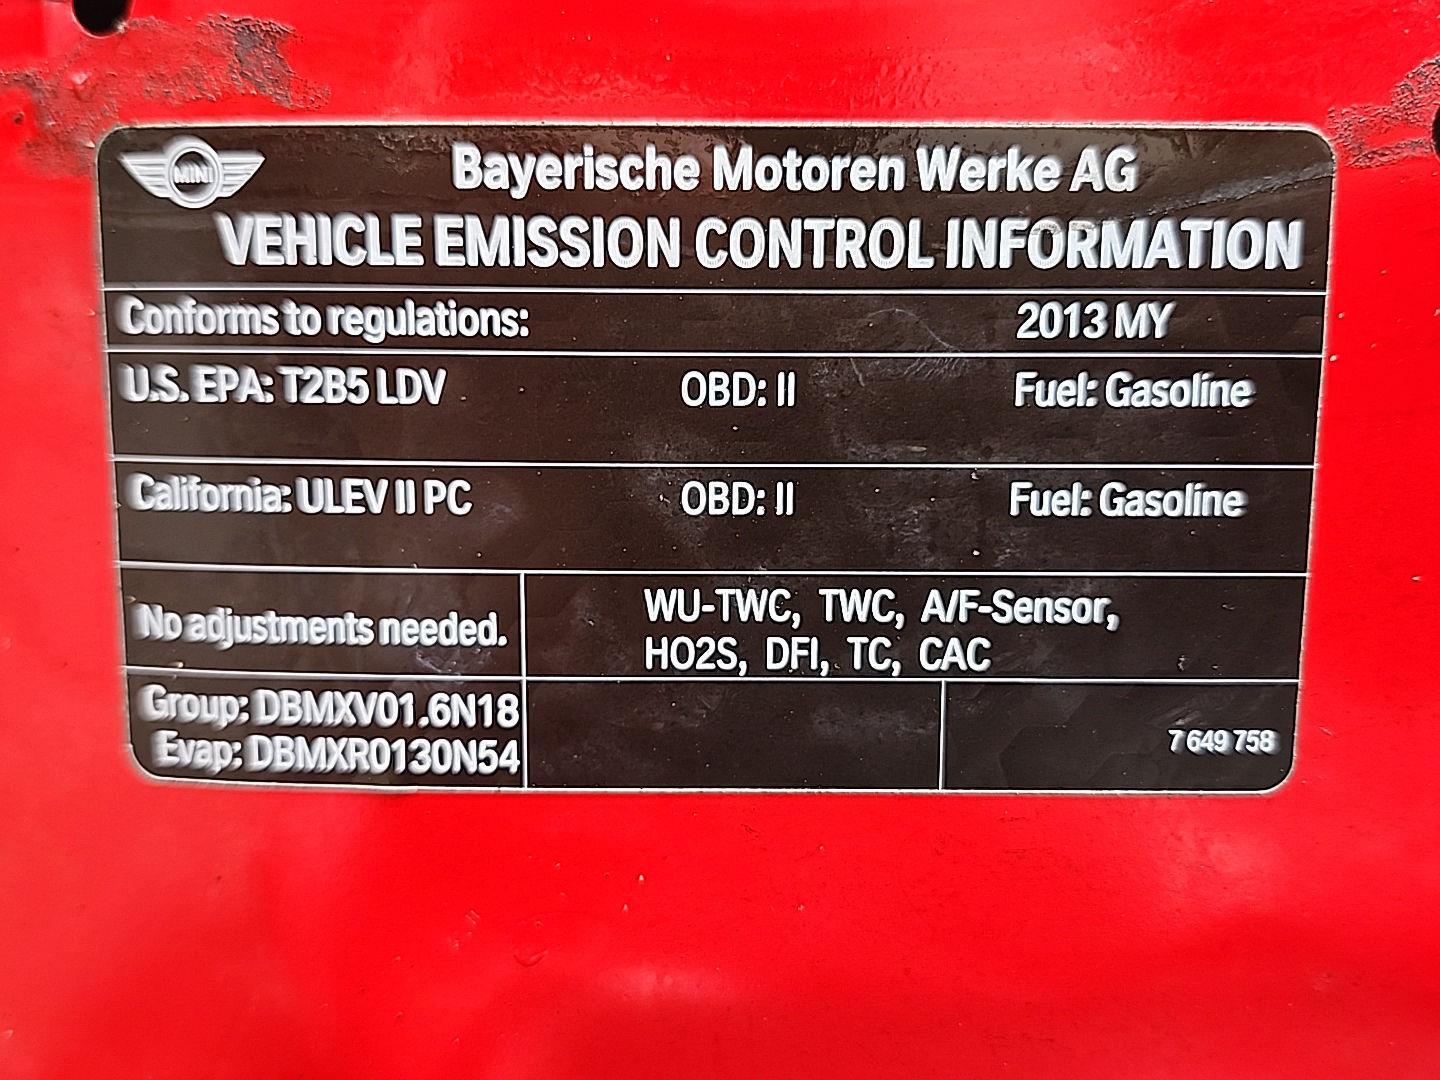 MINI
Bayerische Motoren Werke AG
VEHICLE EMISSION CONTROL INFORMATION
Conforms to regulations: 2013 MY
U.S. EPA: T2B5 LDV OBD: II Fuel: Gasoline
California: ULEV II PC OBD: II Fuel: Gasoline
No adjustments needed.
WU-TWC, TWC, A/F-Sensor,
HO2S, DFI, TC, CAC
Group: DBMXV01.6N18
Evap: DBMXR0130N54
7 649 758